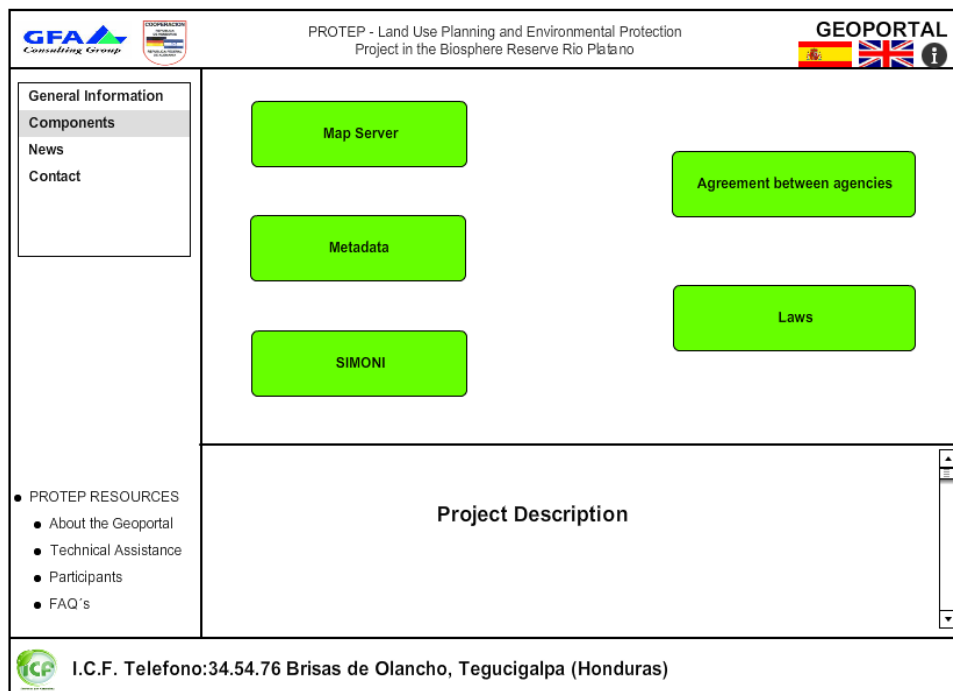 GFA
Consulting Group
COOPERACION
PROTEP - Land Use Planning and Environmental Protection
Project in the Biosphere Reserve Rio Platano
GEOPORTAL
General Information
Components
News
Contact
Map Server
Metadata
SIMONI
Agreement between agencies
Laws
PROTEP RESOURCES
About the Geoportal
Technical Assistance
Participants
FAQ´s
Project Description
ICF
I.C.F. Telefono:34.54.76 Brisas de Olancho, Tegucigalpa (Honduras)